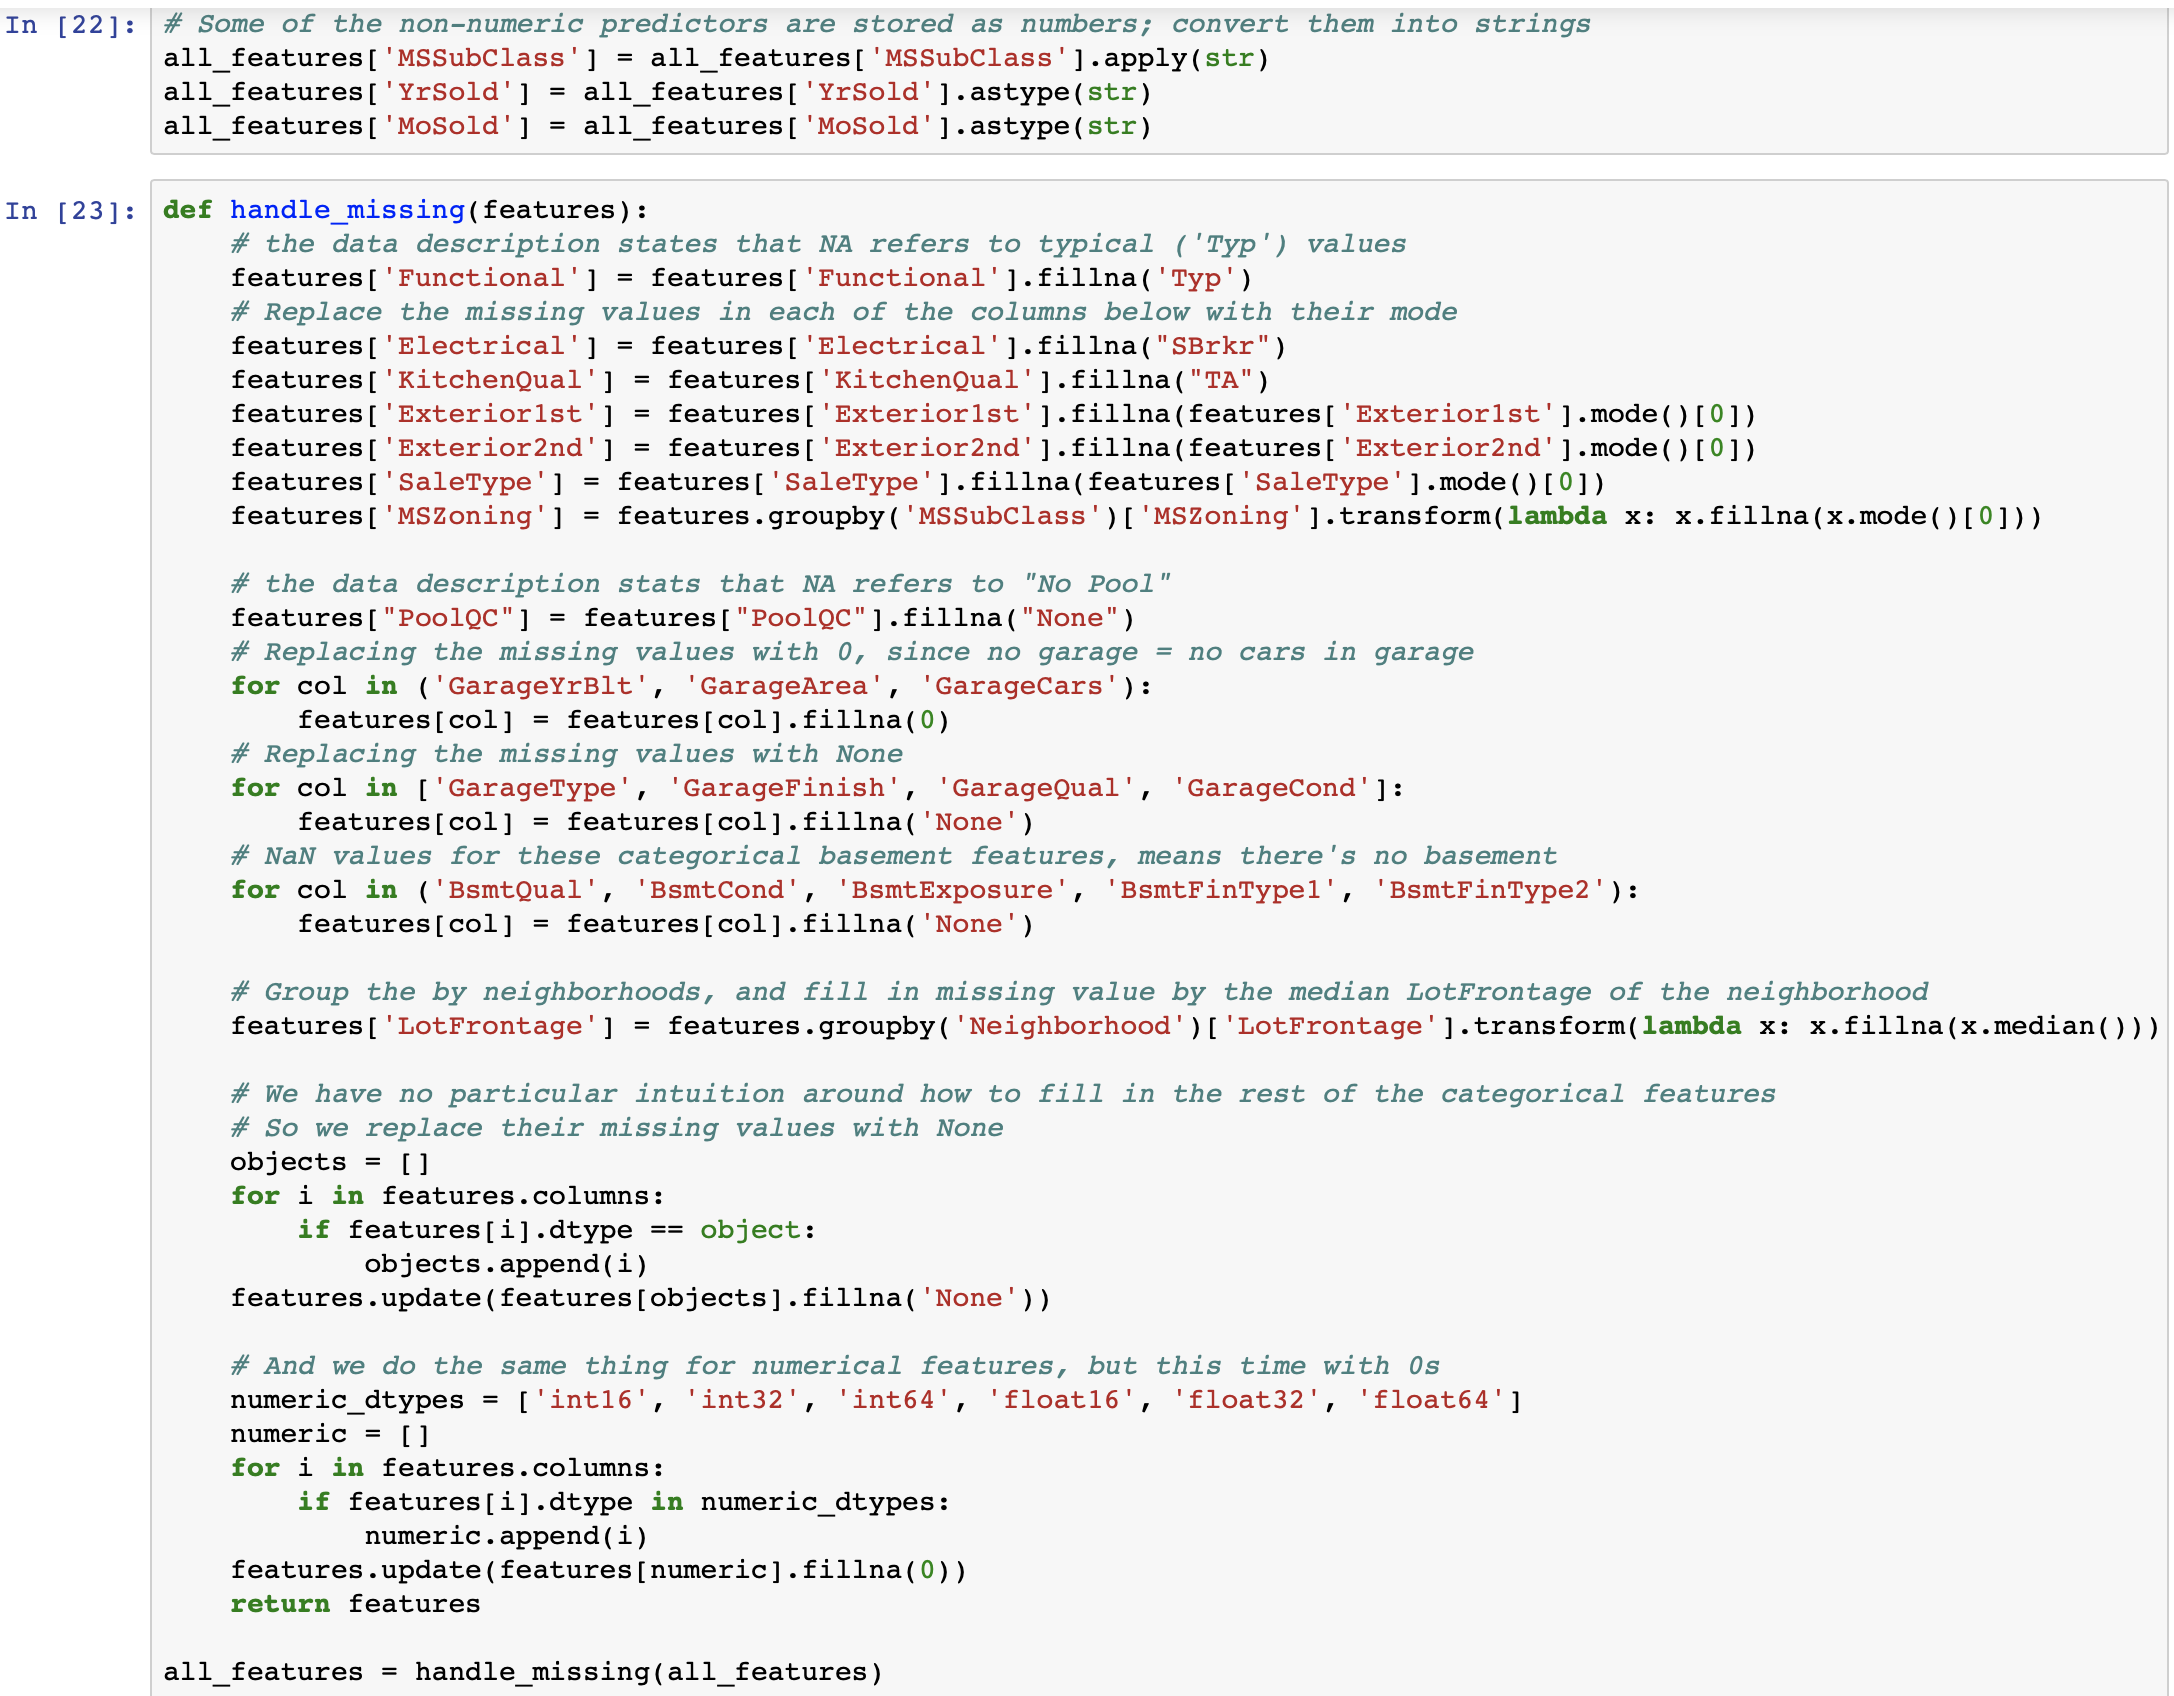 In [22]: # Some of the non-numeric predictors are stored as numbers; convert them into strings
all_features['MSSubClass'] = all_features['MSSubClass'].apply(str)
all_features['YrSold'] = all_features['YrSold'].astype(str)
all_features['MoSold'] = all_features['MoSold'].astype(str)
In [23]: def handle_missing(features):
    # the data description states that NA refers to typical ('Typ') values
    features['Functional'] = features['Functional'].fillna('Typ')
    # Replace the missing values in each of the columns below with their mode
    features['Electrical'] = features['Electrical'].fillna("SBrkr")
    features['KitchenQual'] = features['KitchenQual'].fillna("TA")
    features['Exterior1st'] = features['Exterior1st'].fillna(features['Exterior1st'].mode()[0])
    features['Exterior2nd'] = features['Exterior2nd'].fillna(features['Exterior2nd'].mode()[0])
    features['SaleType'] = features['SaleType'].fillna(features['SaleType'].mode()[0])
    features['MSZoning'] = features.groupby('MSSubClass')['MSZoning'].transform(lambda x: x.fillna(x.mode()[0]))
    # the data description stats that NA refers to "No Pool"
    features["PoolQC"] = features["PoolQC"].fillna("None")
    # Replacing the missing values with 0, since no garage = no cars in garage
    for col in ('GarageYrBlt', 'GarageArea', 'GarageCars'):
        features[col] = features[col].fillna(0)
    # Replacing the missing values with None
    for col in ['GarageType', 'GarageFinish', 'GarageQual', 'GarageCond']:
        features[col] = features[col].fillna('None')
    # NaN values for these categorical basement features, means there's no basement
    for col in ('BsmtQual', 'BsmtCond', 'BsmtExposure', 'BsmtFinType1', 'BsmtFinType2'):
        features[col] = features[col].fillna('None')
    # Group the by neighborhoods, and fill in missing value by the median LotFrontage of the neighborhood
    features['LotFrontage'] = features.groupby('Neighborhood')['LotFrontage'].transform(lambda x: x.fillna(x.median()))
    # We have no particular intuition around how to fill in the rest of the categorical features
    # So we replace their missing values with None
    objects = []
    for i in features.columns:
        if features[i].dtype == object:
            objects.append(i)
    features.update(features[objects].fillna('None'))
    # And we do the same thing for numerical features, but this time with 0s
    numeric_dtypes = ['int16', 'int32', 'int64', 'float16', 'float32', 'float64']
    numeric = []
    for i in features.columns:
        if features[i].dtype in numeric_dtypes:
            numeric.append(i)
    features.update(features[numeric].fillna(0))
    return features
all_features = handle_missing(all_features)